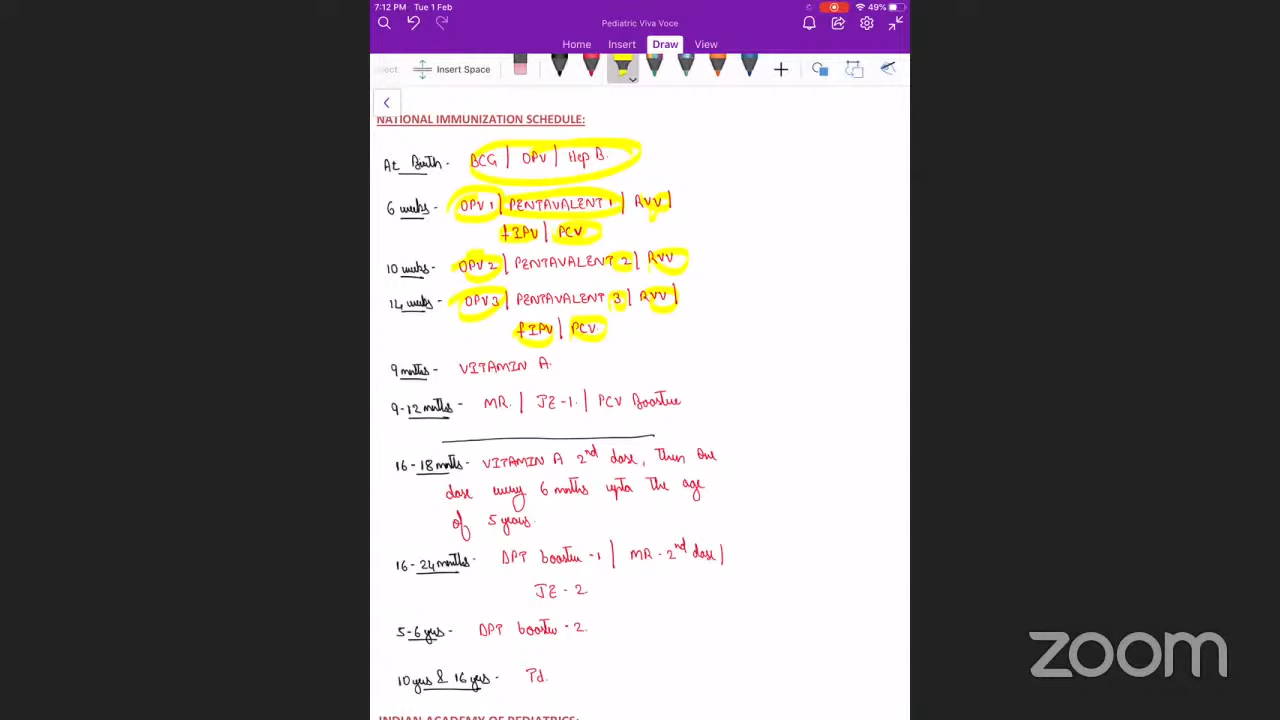 7:12 PM Tue 1 Feb
49%
Pediatric Viva Voce
Home Insert Draw View
Insert Space
NATIONAL IMMUNIZATION SCHEDULE:
At Birth - BCG | OPV | Hep B.
6 weeks - OPV 1 | PENTAVALENT 1 | RVV |
fIPV | PCV
10 weeks - OPV 2 | PENTAVALENT 2 | RVV
14 weeks - OPV 3 | PENTAVALENT 3 | RVV |
fIPV | PCV.
9 months - VITAMIN A.
9-12 months - MR. | JE -1. | PCV Booster
16-18 mnths - VITAMIN A 2nd dose, then one
dose every 6 months upto the age
of 5 years.
16-24 months - DPT booster -1 | MR - 2nd dose |
JE - 2
5-6 yrs - DPT booster - 2.
10 yrs & 16 yrs - Td.
INDIAN ACADEMY OF PEDIATRICS:
zoom